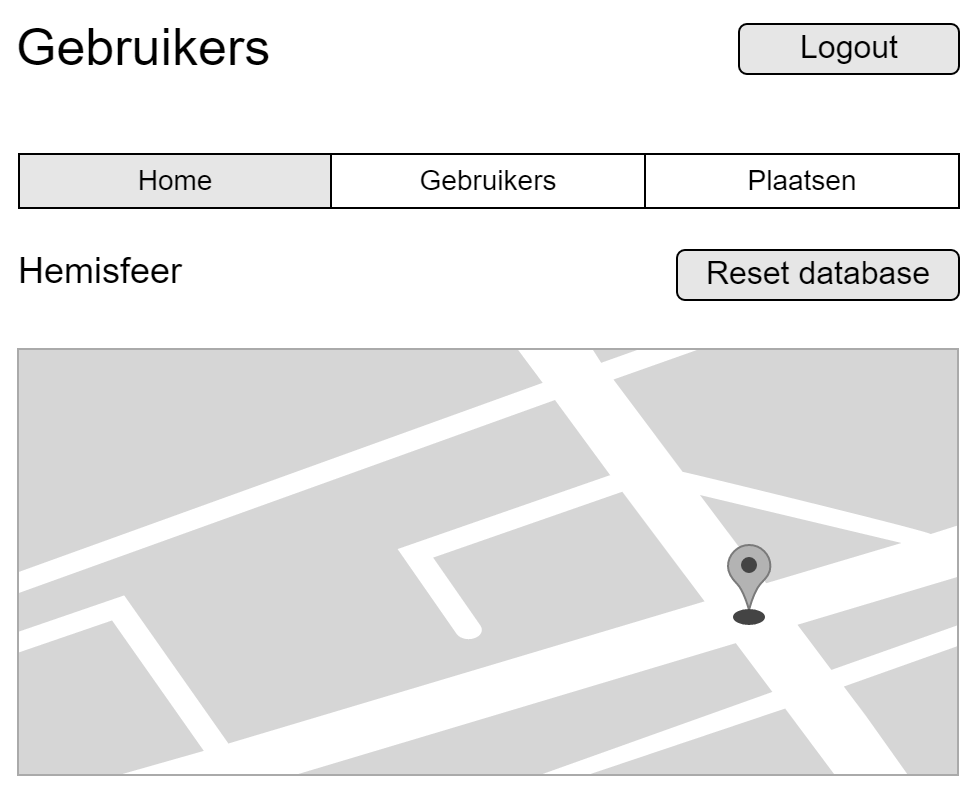 Gebruikers
Logout
Home
Gebruikers
Plaatsen
Hemisfeer
Reset database